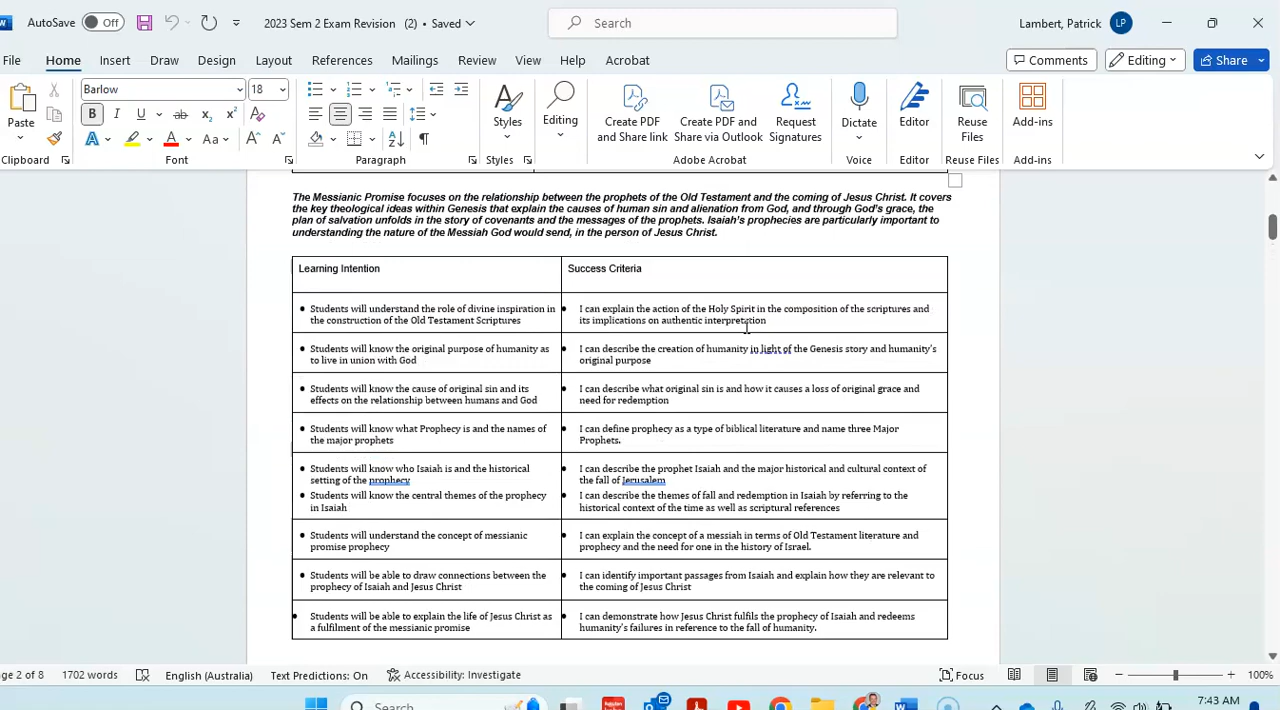 AutoSave Off 2023 Sem 2 Exam Revision (2) • Saved Search Lambert, Patrick LP
File Home Insert Draw Design Layout References Mailings Review View Help Acrobat Comments Editing Share
Barlow 18
Paste B I U ab x₂ x² A A Aa A A Styles Editing Create PDF and Share link Create PDF and Share via Outlook Request Signatures Dictate Editor Reuse Files Add-ins
Clipboard Font Paragraph Styles Adobe Acrobat Voice Editor Reuse Files Add-ins
The Messianic Promise focuses on the relationship between the prophets of the Old Testament and the coming of Jesus Christ. It covers
the key theological ideas within Genesis that explain the causes of human sin and alienation from God, and through God's grace, the
plan of salvation unfolds in the story of covenants and the messages of the prophets. Isaiah's prophecies are particularly important to
understanding the nature of the Messiah God would send, in the person of Jesus Christ.
Learning Intention
Success Criteria
• Students will understand the role of divine inspiration in
the construction of the Old Testament Scriptures
• I can explain the action of the Holy Spirit in the composition of the scriptures and
its implications on authentic interpretation
• Students will know the original purpose of humanity as
to live in union with God
• I can describe the creation of humanity in light of the Genesis story and humanity's
original purpose
• Students will know the cause of original sin and its
effects on the relationship between humans and God
• I can describe what original sin is and how it causes a loss of original grace and
need for redemption
• Students will know what Prophecy is and the names of
the major prophets
• I can define prophecy as a type of biblical literature and name three Major
Prophets.
• Students will know who Isaiah is and the historical
setting of the prophecy
• Students will know the central themes of the prophecy
in Isaiah
• I can describe the prophet Isaiah and the major historical and cultural context of
the fall of Jerusalem
• I can describe the themes of fall and redemption in Isaiah by referring to the
historical context of the time as well as scriptural references
• Students will understand the concept of messianic
promise prophecy
• I can explain the concept of a messiah in terms of Old Testament literature and
prophecy and the need for one in the history of Israel.
• Students will be able to draw connections between the
prophecy of Isaiah and Jesus Christ
• I can identify important passages from Isaiah and explain how they are relevant to
the coming of Jesus Christ
• Students will be able to explain the life of Jesus Christ as
a fulfilment of the messianic promise
• I can demonstrate how Jesus Christ fulfils the prophecy of Isaiah and redeems
humanity's failures in reference to the fall of humanity.
age 2 of 8 1702 words English (Australia) Text Predictions: On Accessibility: Investigate Focus 100%
Search 7:43 AM